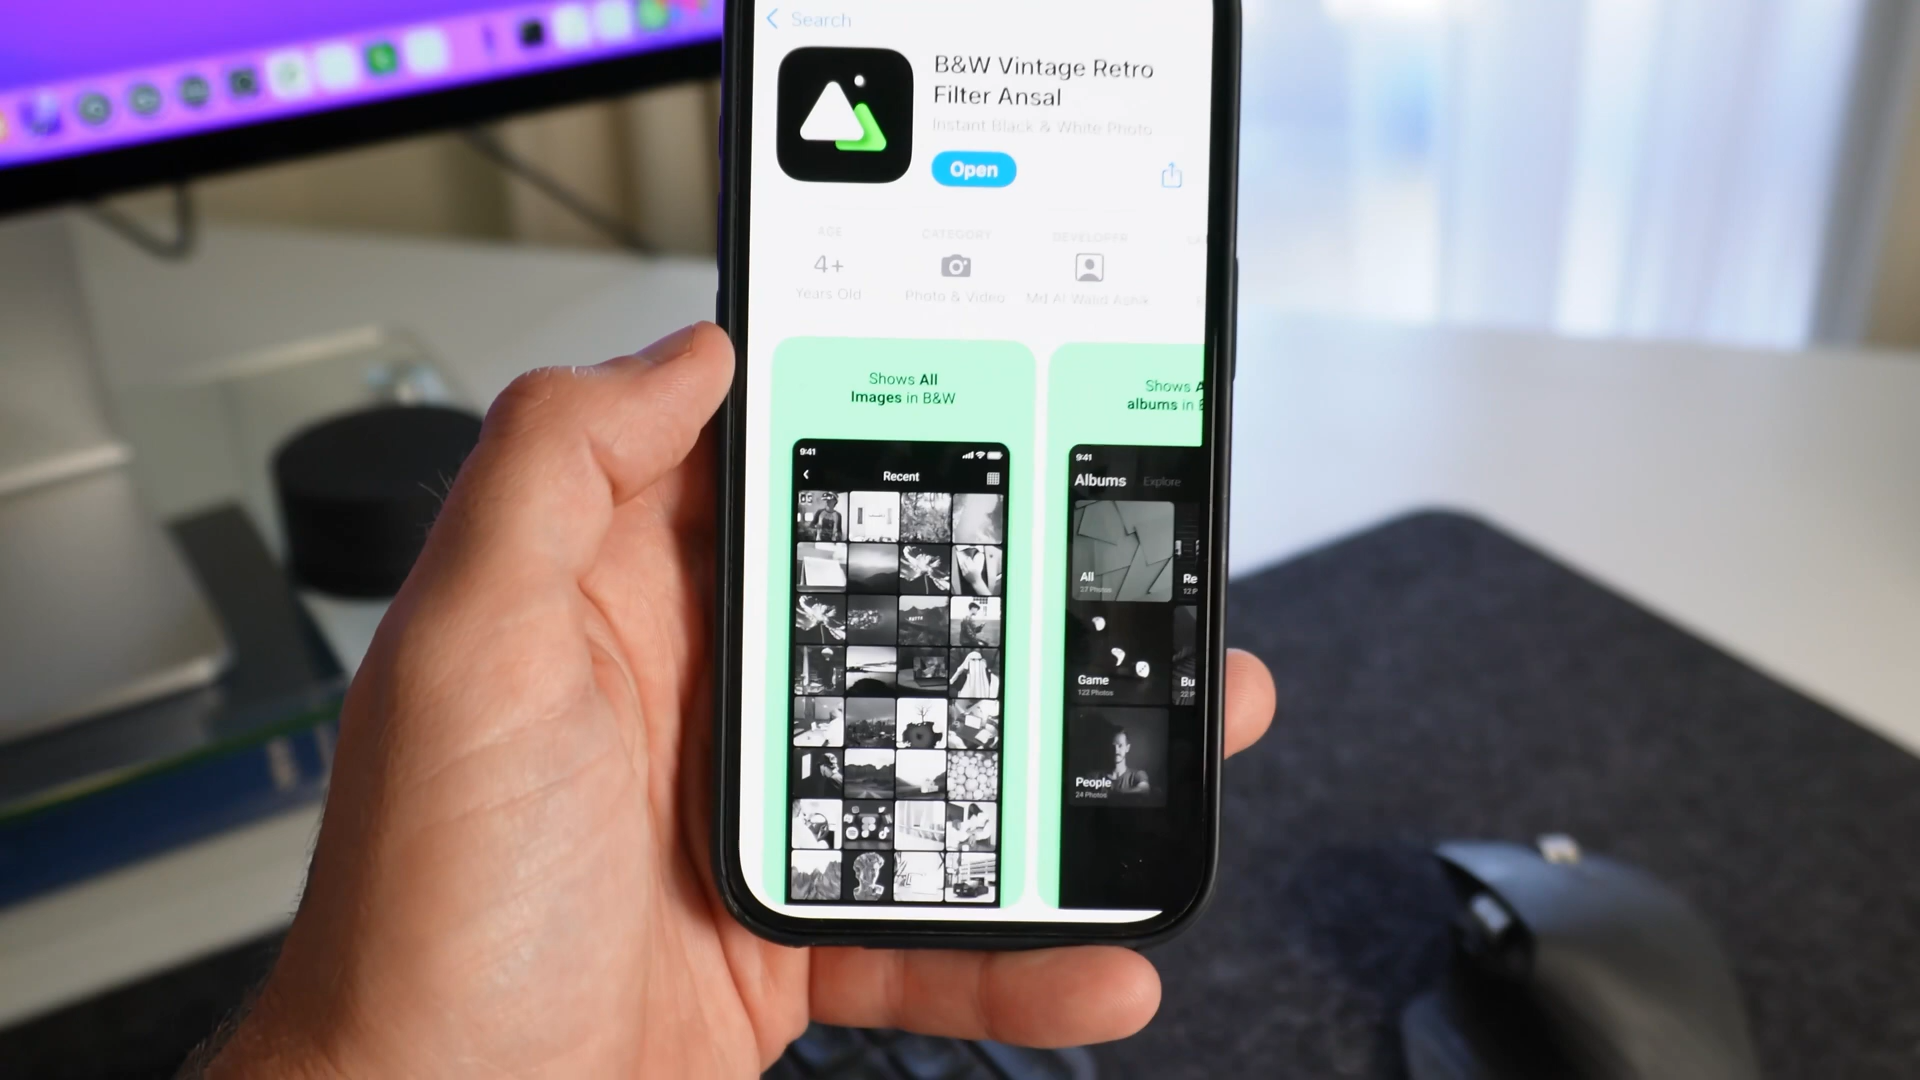 Search
B&W Vintage Retro
Filter Ansal
Instant Black & White Photo
Open
AGE
CATEGORY
DEVELOPER
4+
Years Old
Photo & Video
Md Al Walid Ashik
Shows All
Images in B&W
9:41
Recent
Shows A
albums in B
9:41
Albums
Explore
All
27 Photos
Re
12 P
Game
122 Photos
Bu
22 P
People
24 Photos